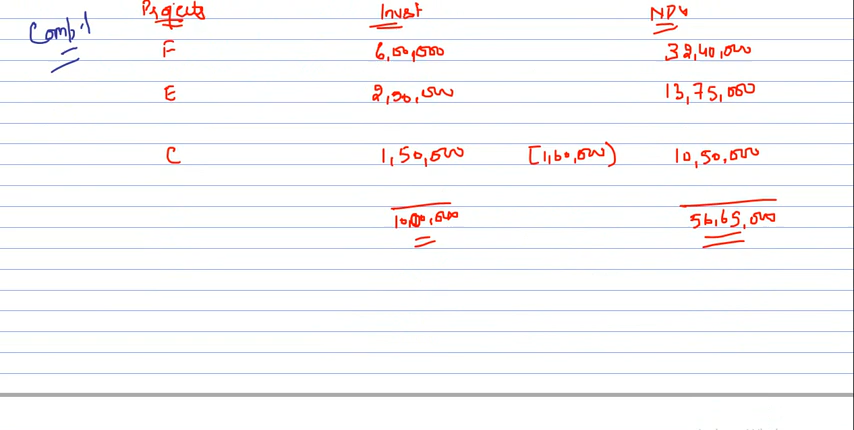 Projects Invest NPV
Comb-1
F 6,00,000 32,40,000
E 2,50,000 13,75,000
C 1,50,000 [1,60,000) 10,50,000
10,00,000 56,65,000